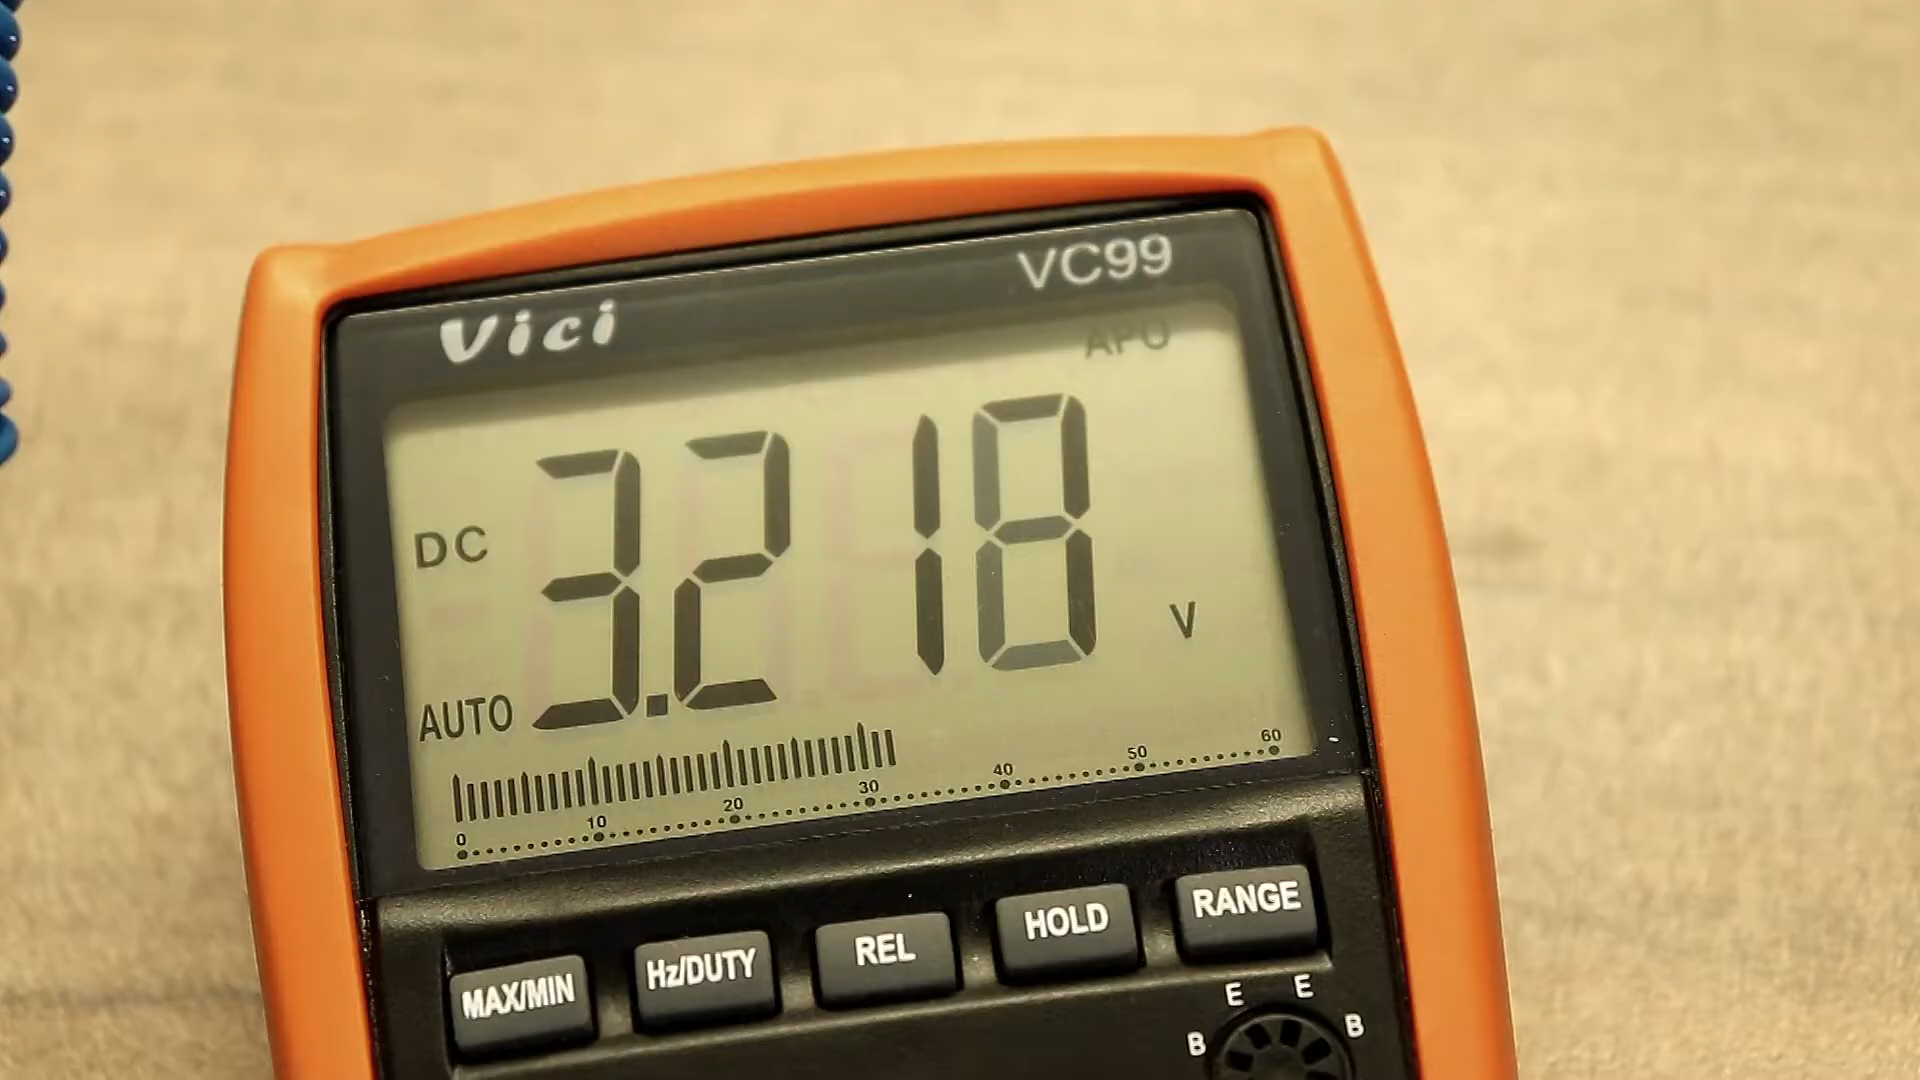 Vici VC99
APO
DC
3.218 V
AUTO
0 10 20 30 40 50 60
MAX/MIN Hz/DUTY REL HOLD RANGE
E E
B B